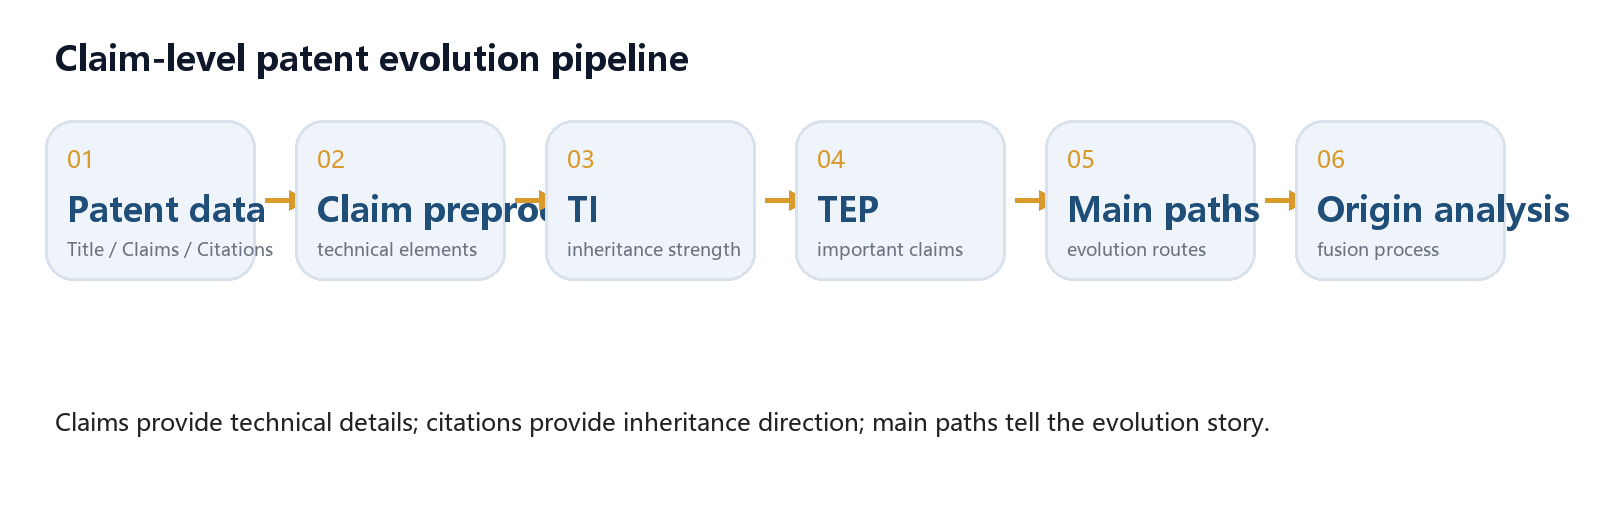 Claim-level patent evolution pipeline
01
Patent data
Title / Claims / Citations
02
Claim
technical elements
03
TI
inheritance strength
04
TEP
important claims
05
Main paths
evolution routes
06
Origin analysis
fusion process
Claims provide technical details; citations provide inheritance direction; main paths tell the evolution story.